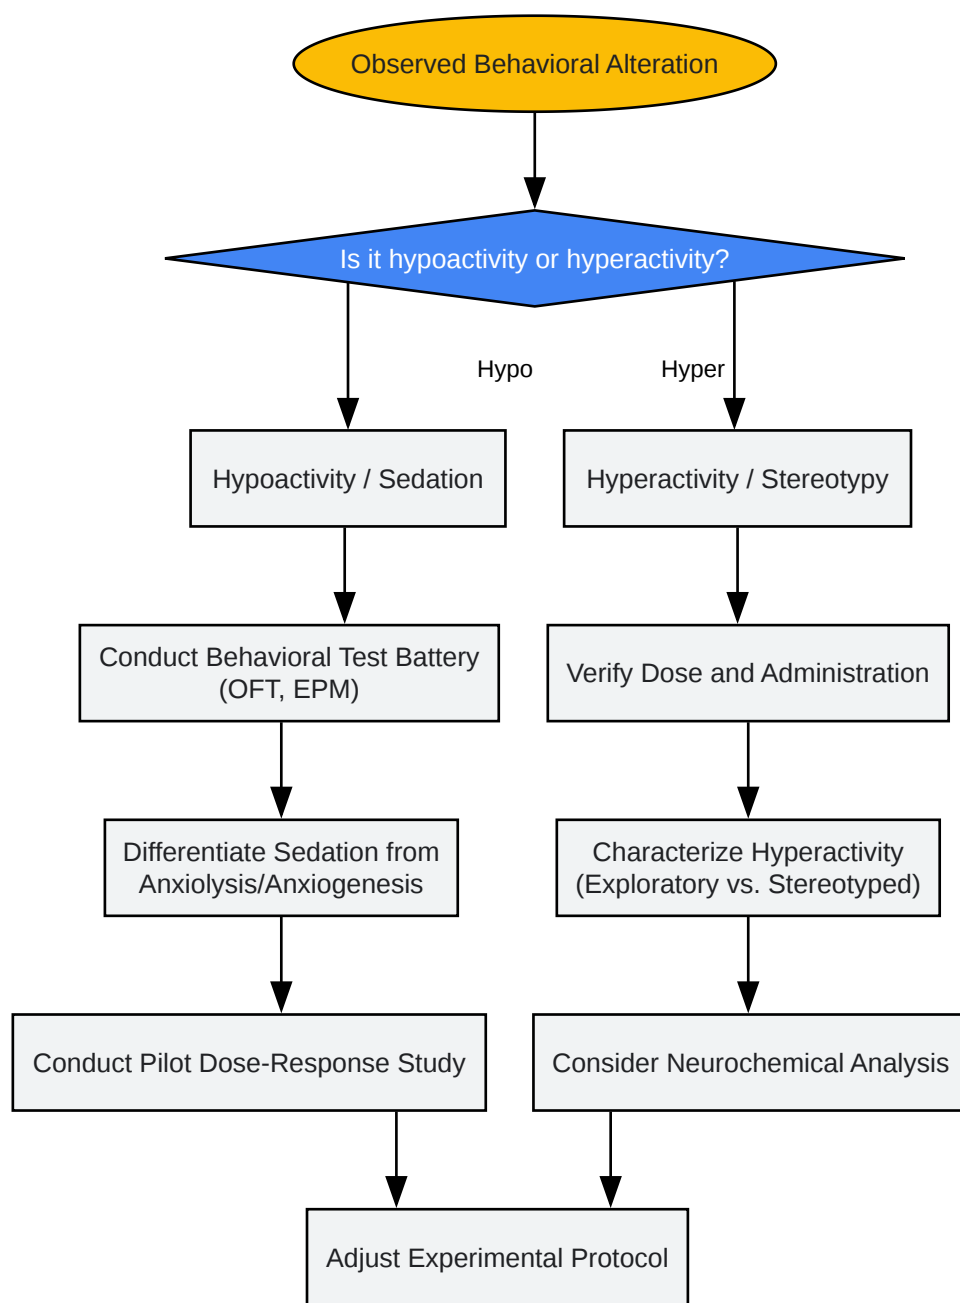 Observed Behavioral Alteration
Is it hypoactivity or hyperactivity?
Hypo
Hyper
Hypoactivity / Sedation
Hyperactivity / Stereotypy
Conduct Behavioral Test Battery
(OFT, EPM)
Verify Dose and Administration
Differentiate Sedation from
Anxiolysis/Anxiogenesis
Characterize Hyperactivity
(Exploratory vs. Stereotyped)
Conduct Pilot Dose-Response Study
Consider Neurochemical Analysis
Adjust Experimental Protocol